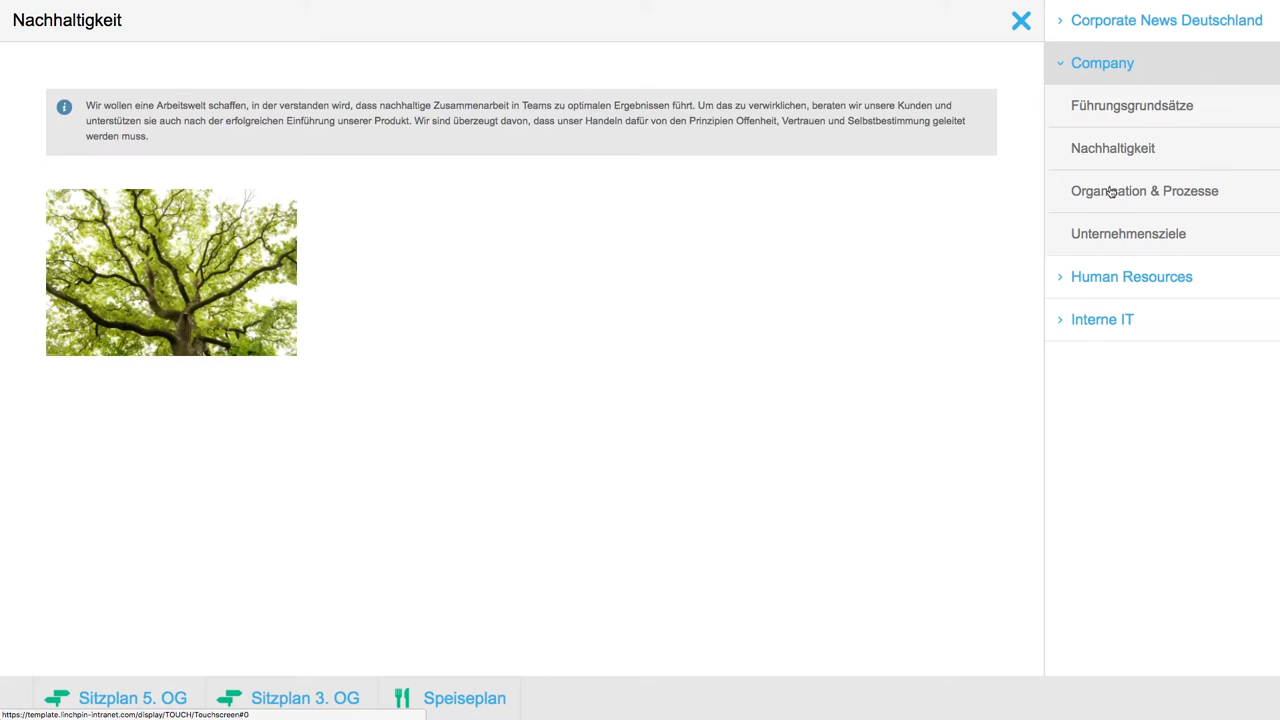 Nachhaltigkeit
Wir wollen eine Arbeitswelt schaffen, in der verstanden wird, dass nachhaltige Zusammenarbeit in Teams zu optimalen Ergebnissen führt. Um das zu verwirklichen, beraten wir unsere Kunden und
unterstützen sie auch nach der erfolgreichen Einführung unserer Produkt. Wir sind überzeugt davon, dass unser Handeln dafür von den Prinzipien Offenheit, Vertrauen und Selbstbestimmung geleitet
werden muss.
Corporate News Deutschland
Company
Führungsgrundsätze
Nachhaltigkeit
Organisation & Prozesse
Unternehmensziele
Human Resources
Interne IT
Sitzplan 5. OG
Sitzplan 3. OG
Speiseplan
https://template.linchpin-intranet.com/display/TOUCH/Touchscreen#0